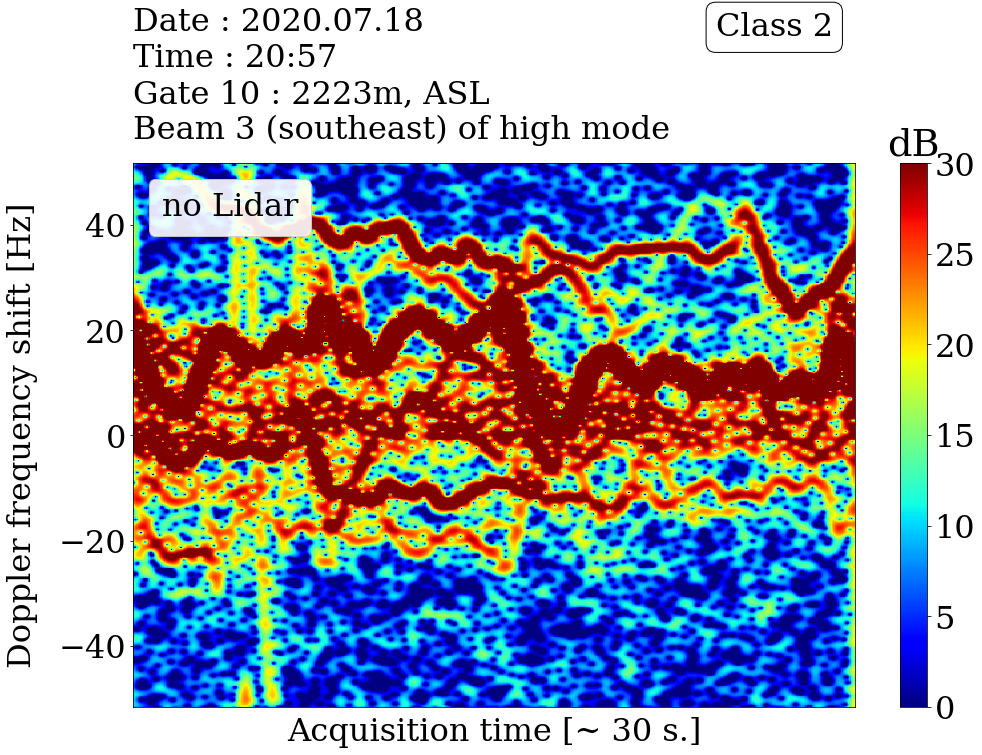 Date : 2020.07.18
Time : 20:57
Gate 10 : 2223m, ASL
Beam 3 (southeast) of high mode
Class 2
dB
no Lidar
Doppler frequency shift [Hz]
40
20
0
−20
−40
30
25
20
15
10
5
0
Acquisition time [~ 30 s.]